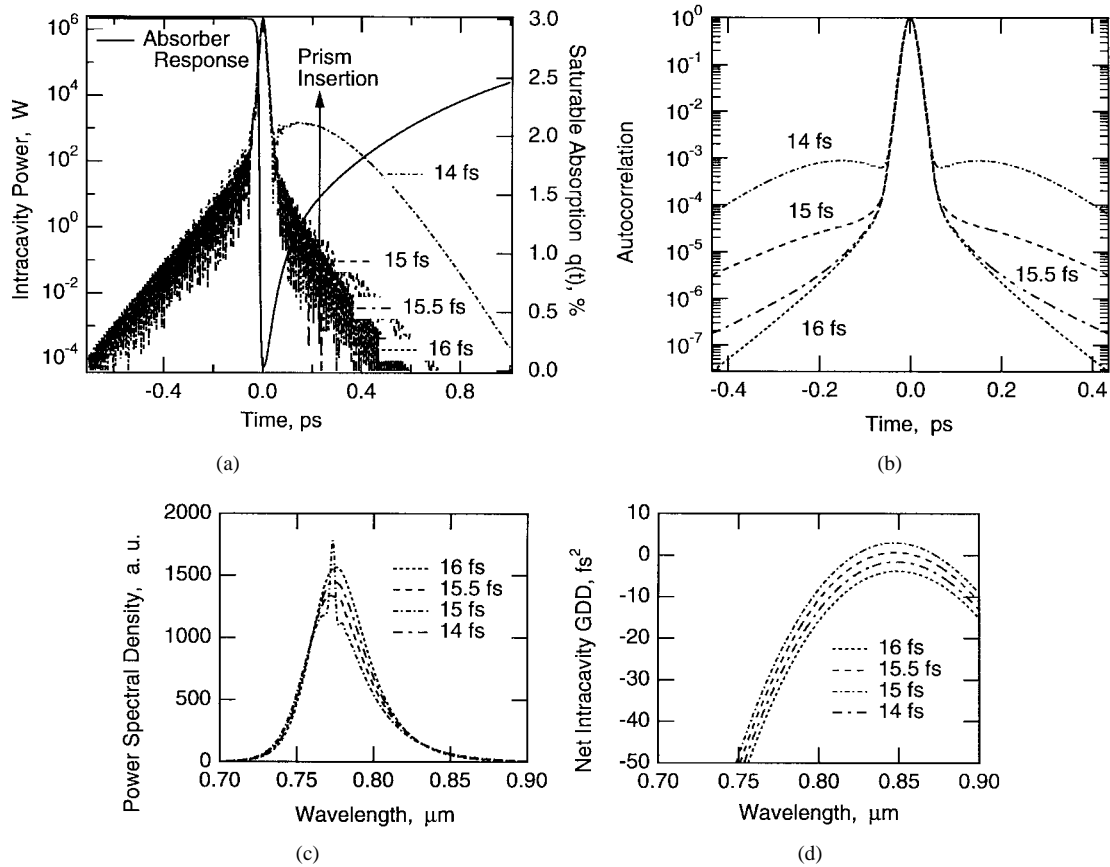 10^6
10^4
10^2
10^0
10^-2
10^-4
Intracavity Power, W
Absorber
Response
Prism
Insertion
14 fs
15 fs
15.5 fs
16 fs
3.0
2.5
2.0
1.5
1.0
0.5
0.0
Saturable Absorption q(t), %
-0.4
0.0
0.4
0.8
Time, ps
(a)
10^0
10^-1
10^-2
10^-3
10^-4
10^-5
10^-6
10^-7
Autocorrelation
14 fs
15 fs
15.5 fs
16 fs
-0.4
-0.2
0.0
0.2
0.4
Time, ps
(b)
2000
1500
1000
500
0
Power Spectral Density, a. u.
16 fs
15.5 fs
15 fs
14 fs
0.70
0.75
0.80
0.85
0.90
Wavelength, μm
(c)
10
0
-10
-20
-30
-40
-50
Net Intracavity GDD, fs^2
16 fs
15.5 fs
15 fs
14 fs
0.70
0.75
0.80
0.85
0.90
Wavelength, μm
(d)